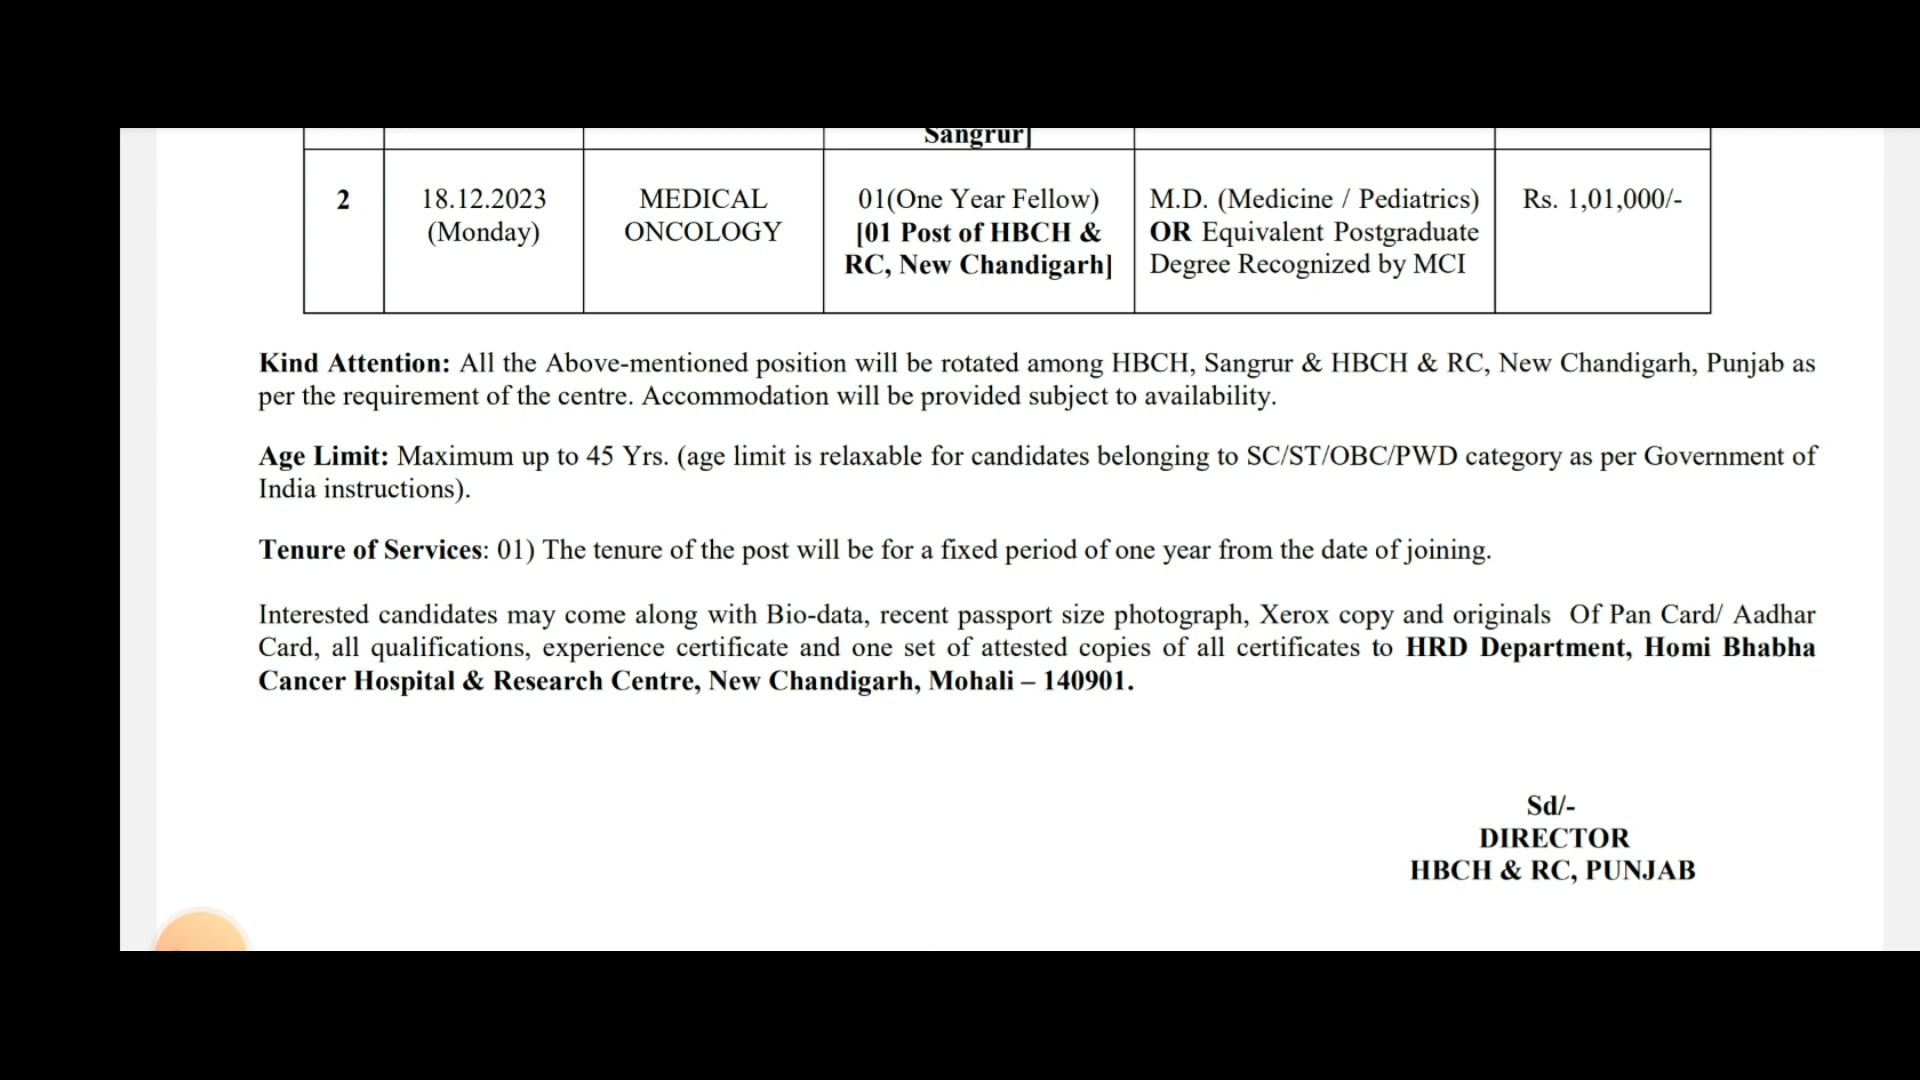 Sangrur]
2
18.12.2023
(Monday)
MEDICAL
ONCOLOGY
01(One Year Fellow)
[01 Post of HBCH &
RC, New Chandigarh]
M.D. (Medicine / Pediatrics)
OR Equivalent Postgraduate
Degree Recognized by MCI
Rs. 1,01,000/-
Kind Attention: All the Above-mentioned position will be rotated among HBCH, Sangrur & HBCH & RC, New Chandigarh, Punjab as
per the requirement of the centre. Accommodation will be provided subject to availability.
Age Limit: Maximum up to 45 Yrs. (age limit is relaxable for candidates belonging to SC/ST/OBC/PWD category as per Government of
India instructions).
Tenure of Services: 01) The tenure of the post will be for a fixed period of one year from the date of joining.
Interested candidates may come along with Bio-data, recent passport size photograph, Xerox copy and originals Of Pan Card/ Aadhar
Card, all qualifications, experience certificate and one set of attested copies of all certificates to HRD Department, Homi Bhabha
Cancer Hospital & Research Centre, New Chandigarh, Mohali – 140901.
Sd/-
DIRECTOR
HBCH & RC, PUNJAB